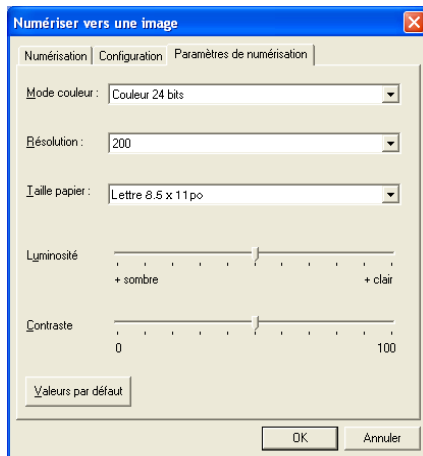 Numériser vers une image
Numérisation Configuration Paramètres de numérisation
Mode couleur : Couleur 24 bits
Résolution : 200
Taille papier : Lettre 8.5 x 11po
Luminosité
+ sombre + clair
Contraste
0 100
Valeurs par défaut
OK Annuler